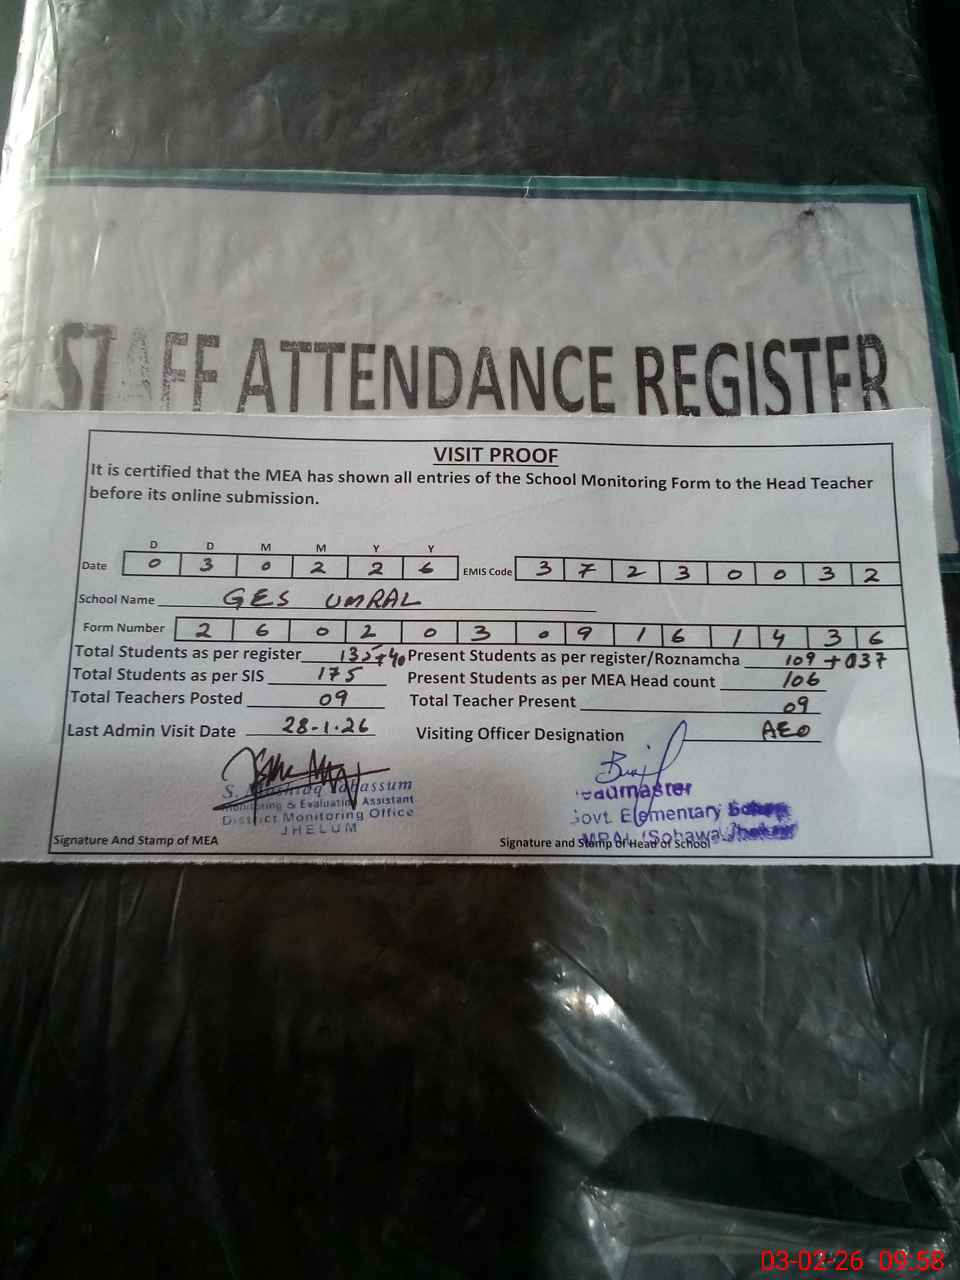 STAFF ATTENDANCE REGISTER
VISIT PROOF
It is certified that the MEA has shown all entries of the School Monitoring Form to the Head Teacher
before its online submission.
D D M M Y Y
Date 0 3 0 2 2 6 EMIS Code 3 7 2 3 0 0 3 2
School Name GES UMRAL
Form Number 2 6 0 2 0 3 0 9 1 6 1 4 3 6
Total Students as per register 135+40 Present Students as per register/Roznamcha 109+037
Total Students as per SIS 175 Present Students as per MEA Head count 106
Total Teachers Posted 09 Total Teacher Present 09
Last Admin Visit Date 28-1-26 Visiting Officer Designation AEO
S. Mushtaq Tabassum
Monitoring & Evaluation Assistant
District Monitoring Office
JHELUM
Headmaster
Govt. Elementary
MRAL (Sohawa) Jhelum
Signature And Stamp of MEA Signature and Stamp of Head of School
03-02-26 09:58